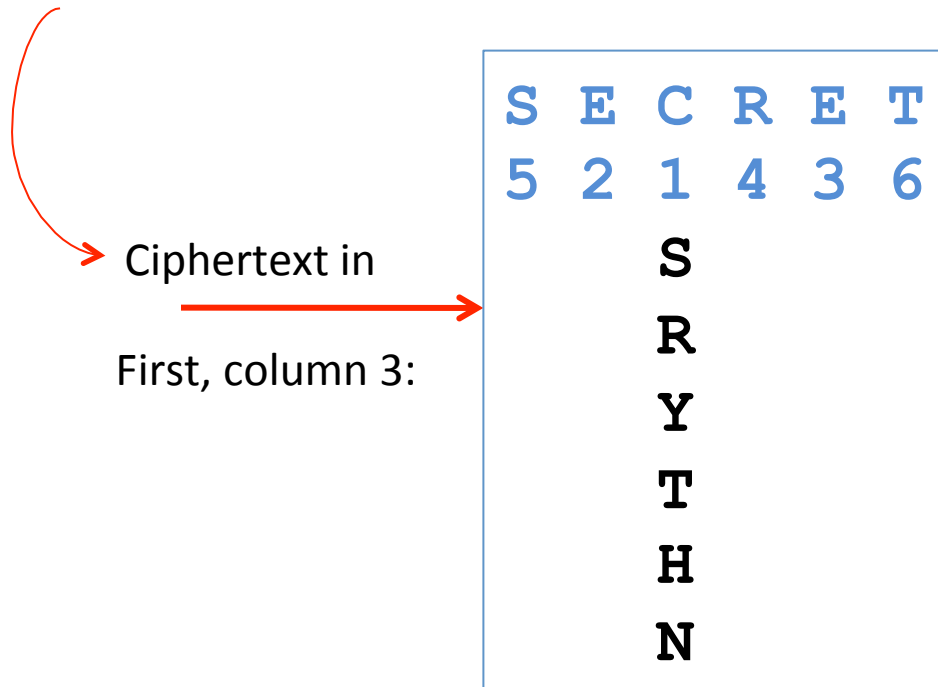 Ciphertext in
First, column 3:
S E C R E T
5 2 1 4 3 6
S
R
Y
T
H
N